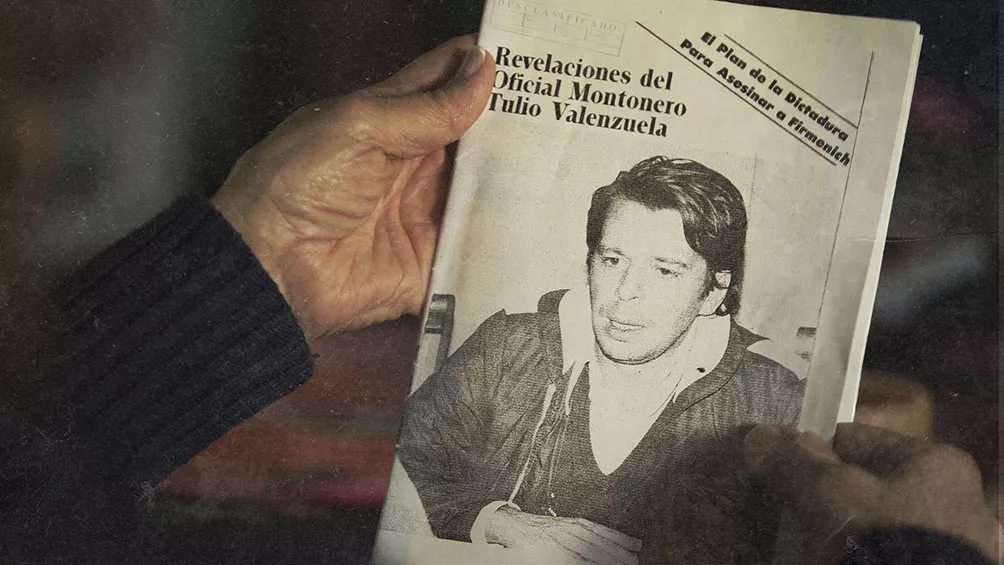 DESCLASIFICADO
Revelaciones del
Oficial Montonero
Tulio Valenzuela
El Plan de la Dictadura
Para Asesinar a Firmenich